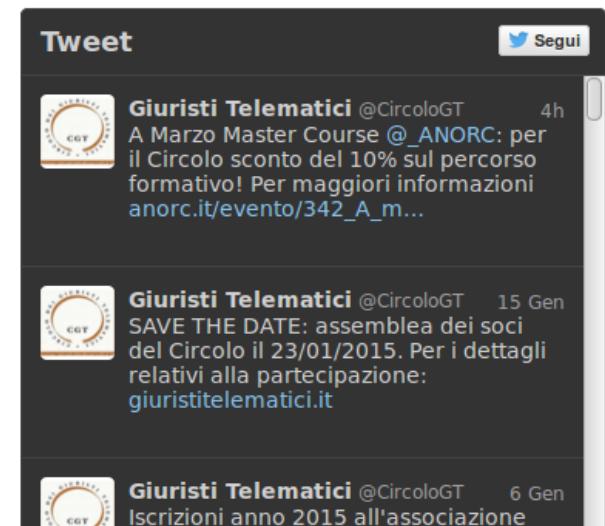 Tweet
Segui
Giuristi Telematici @CircoloGT 4h
A Marzo Master Course @_ANORC: per
il Circolo sconto del 10% sul percorso
formativo! Per maggiori informazioni
anorc.it/evento/342_A_m...
CGT
Giuristi Telematici @CircoloGT 15 Gen
SAVE THE DATE: assemblea dei soci
del Circolo il 23/01/2015. Per i dettagli
relativi alla partecipazione:
giuristitelematici.it
CGT
Giuristi Telematici @CircoloGT 6 Gen
Iscrizioni anno 2015 all'associazione
CGT